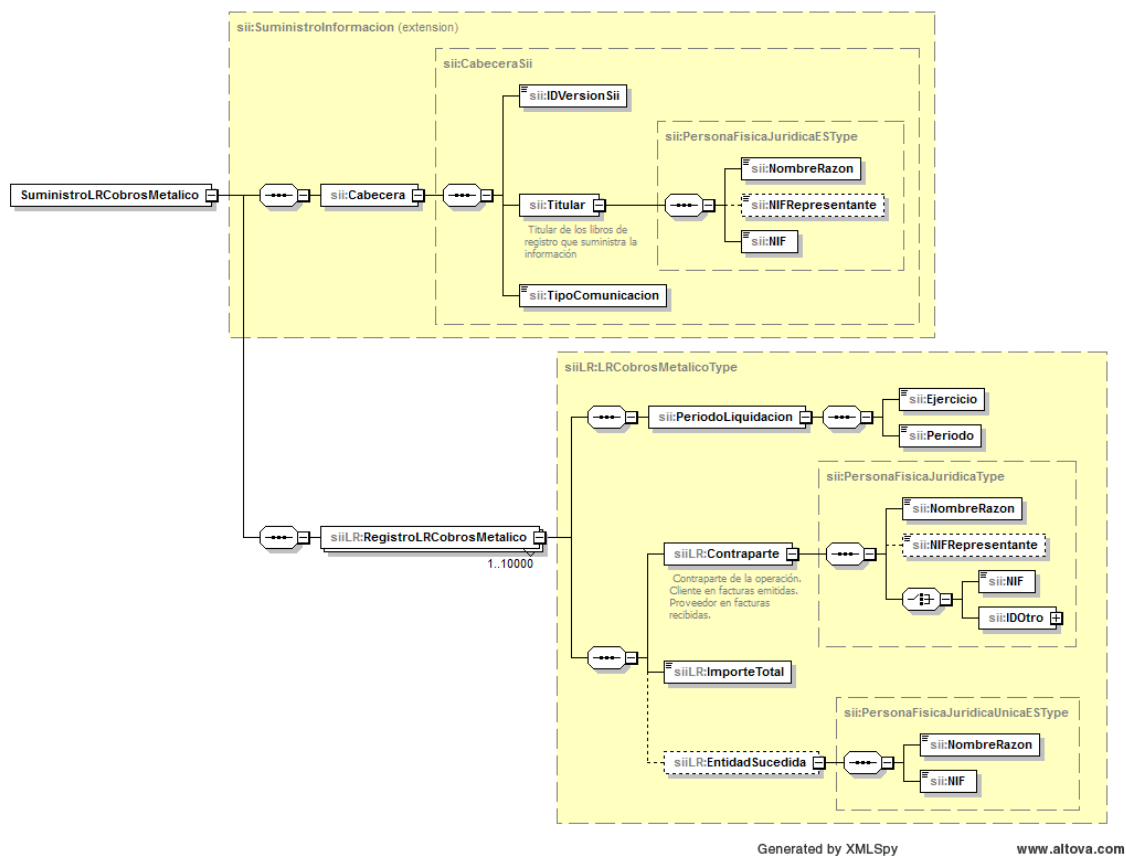 sii:SuministroInformacion (extension)
sii:CabeceraSii
sii:IDVersionSii
sii:PersonaFisicaJuridicaESType
sii:NombreRazon
SuministroLRCobrosMetalico
sii:Cabecera
sii:Titular
sii:NIFRepresentante
Titular de los libros de
registro que suministra la
información
sii:NIF
sii:TipoComunicacion
siiLR:LRCobrosMetalicoType
sii:PeriodoLiquidacion
sii:Ejercicio
sii:Periodo
sii:PersonaFisicaJuridicaType
sii:NombreRazon
siiLR:RegistroLRCobrosMetalico
1..10000
siiLR:Contraparte
sii:NIFRepresentante
Contraparte de la operación.
Cliente en facturas emitidas.
Proveedor en facturas
recibidas.
sii:NIF
sii:IDOtro
siiLR:ImporteTotal
sii:PersonaFisicaJuridicaUnicaESType
sii:NombreRazon
siiLR:EntidadSucedida
sii:NIF
Generated by XMLSpy
www.altova.com